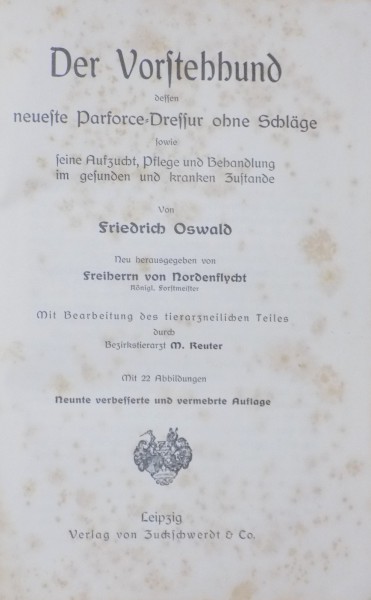 Der Vorſtehhund
deſſen
neueſte Parforce-Dreſſur ohne Schläge
ſowie
ſeine Aufzucht, Pflege und Behandlung
im geſunden und kranken Zuſtande
Von
Friedrich Oswald
Neu herausgegeben von
Freiherrn von Nordenflycht
Königl. Forſtmeiſter
Mit Bearbeitung des tierarzneilichen Teiles
durch
Bezirkstierarzt M. Reuter
Mit 22 Abbildungen
Neunte verbeſſerte und vermehrte Auflage
Leipzig
Verlag von Zuckſchwerdt & Co.